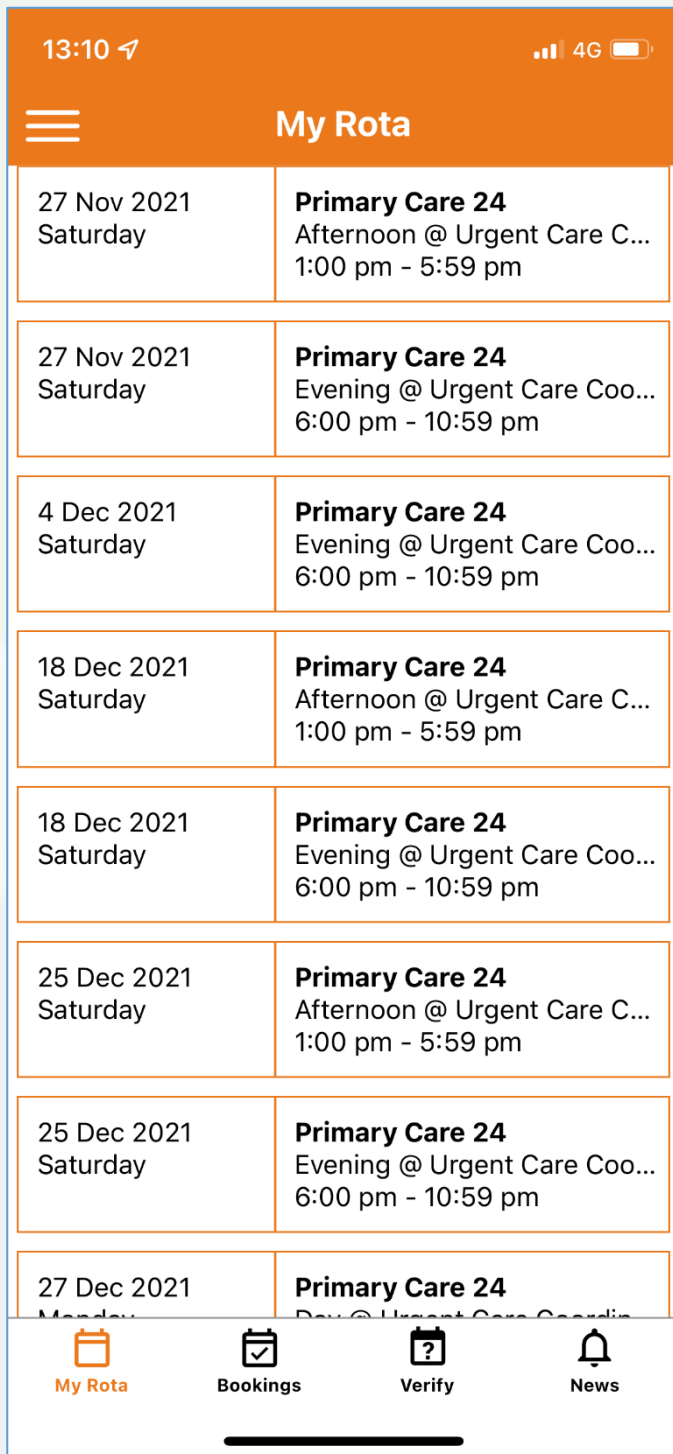 13:10
4G
My Rota
27 Nov 2021
Saturday
Primary Care 24
Afternoon @ Urgent Care C...
1:00 pm - 5:59 pm
27 Nov 2021
Saturday
Primary Care 24
Evening @ Urgent Care Coo...
6:00 pm - 10:59 pm
4 Dec 2021
Saturday
Primary Care 24
Evening @ Urgent Care Coo...
6:00 pm - 10:59 pm
18 Dec 2021
Saturday
Primary Care 24
Afternoon @ Urgent Care C...
1:00 pm - 5:59 pm
18 Dec 2021
Saturday
Primary Care 24
Evening @ Urgent Care Coo...
6:00 pm - 10:59 pm
25 Dec 2021
Saturday
Primary Care 24
Afternoon @ Urgent Care C...
1:00 pm - 5:59 pm
25 Dec 2021
Saturday
Primary Care 24
Evening @ Urgent Care Coo...
6:00 pm - 10:59 pm
27 Dec 2021
Monday
Primary Care 24
Day @ Urgent Care Coordin...
My Rota
Bookings
Verify
News